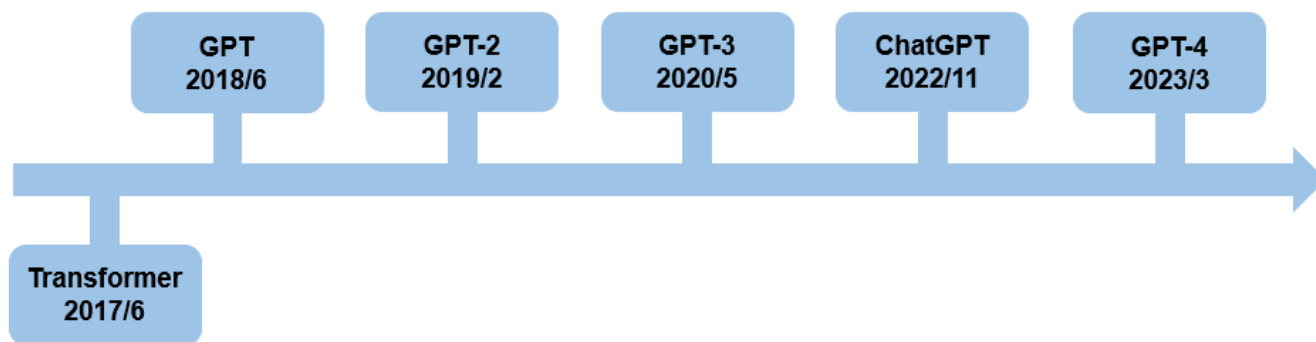 GPT
2018/6
GPT-2
2019/2
GPT-3
2020/5
ChatGPT
2022/11
GPT-4
2023/3
Transformer
2017/6